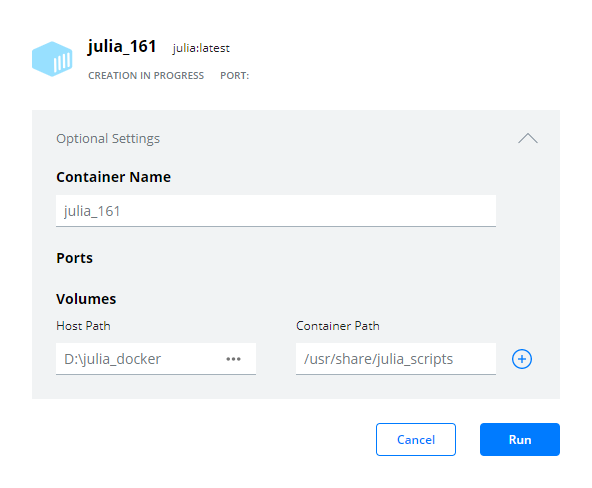 julia_161 julia:latest
CREATION IN PROGRESS PORT:
Optional Settings
Container Name
julia_161
Ports
Volumes
Host Path Container Path
D:\julia_docker ••• /usr/share/julia_scripts
Cancel Run